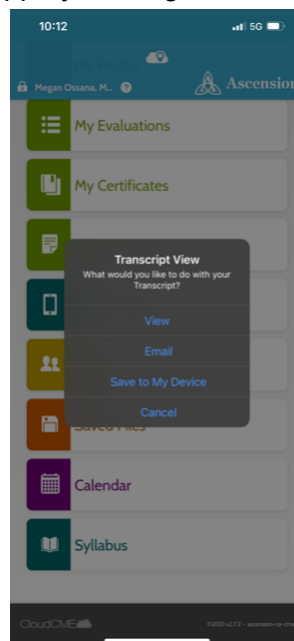 10:12
5G
Megan Ossana, M...
Ascension
My Evaluations
My Certificates
Transcript View
What would you like to do with your
Transcript?
View
Email
Save to My Device
Cancel
Saved Files
Calendar
Syllabus
CloudCME